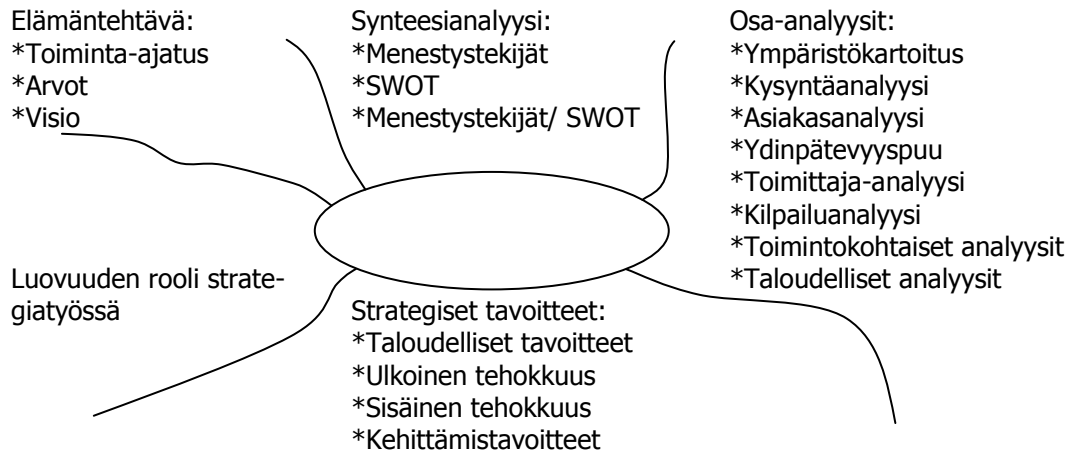 Elämäntehtävä:
*Toiminta-ajatus
*Arvot
*Visio
Synteesianalyysi:
*Menestystekijät
*SWOT
*Menestystekijät/ SWOT
Osa-analyysit:
*Ympäristökartoitus
*Kysyntäanalyysi
*Asiakasanalyysi
*Ydinpätevyyspuu
*Toimittaja-analyysi
*Kilpailuanalyysi
*Toimintokohtaiset analyysit
*Taloudelliset analyysit
Luovuuden rooli strate-
giatyössä
Strategiset tavoitteet:
*Taloudelliset tavoitteet
*Ulkoinen tehokkuus
*Sisäinen tehokkuus
*Kehittämistavoitteet